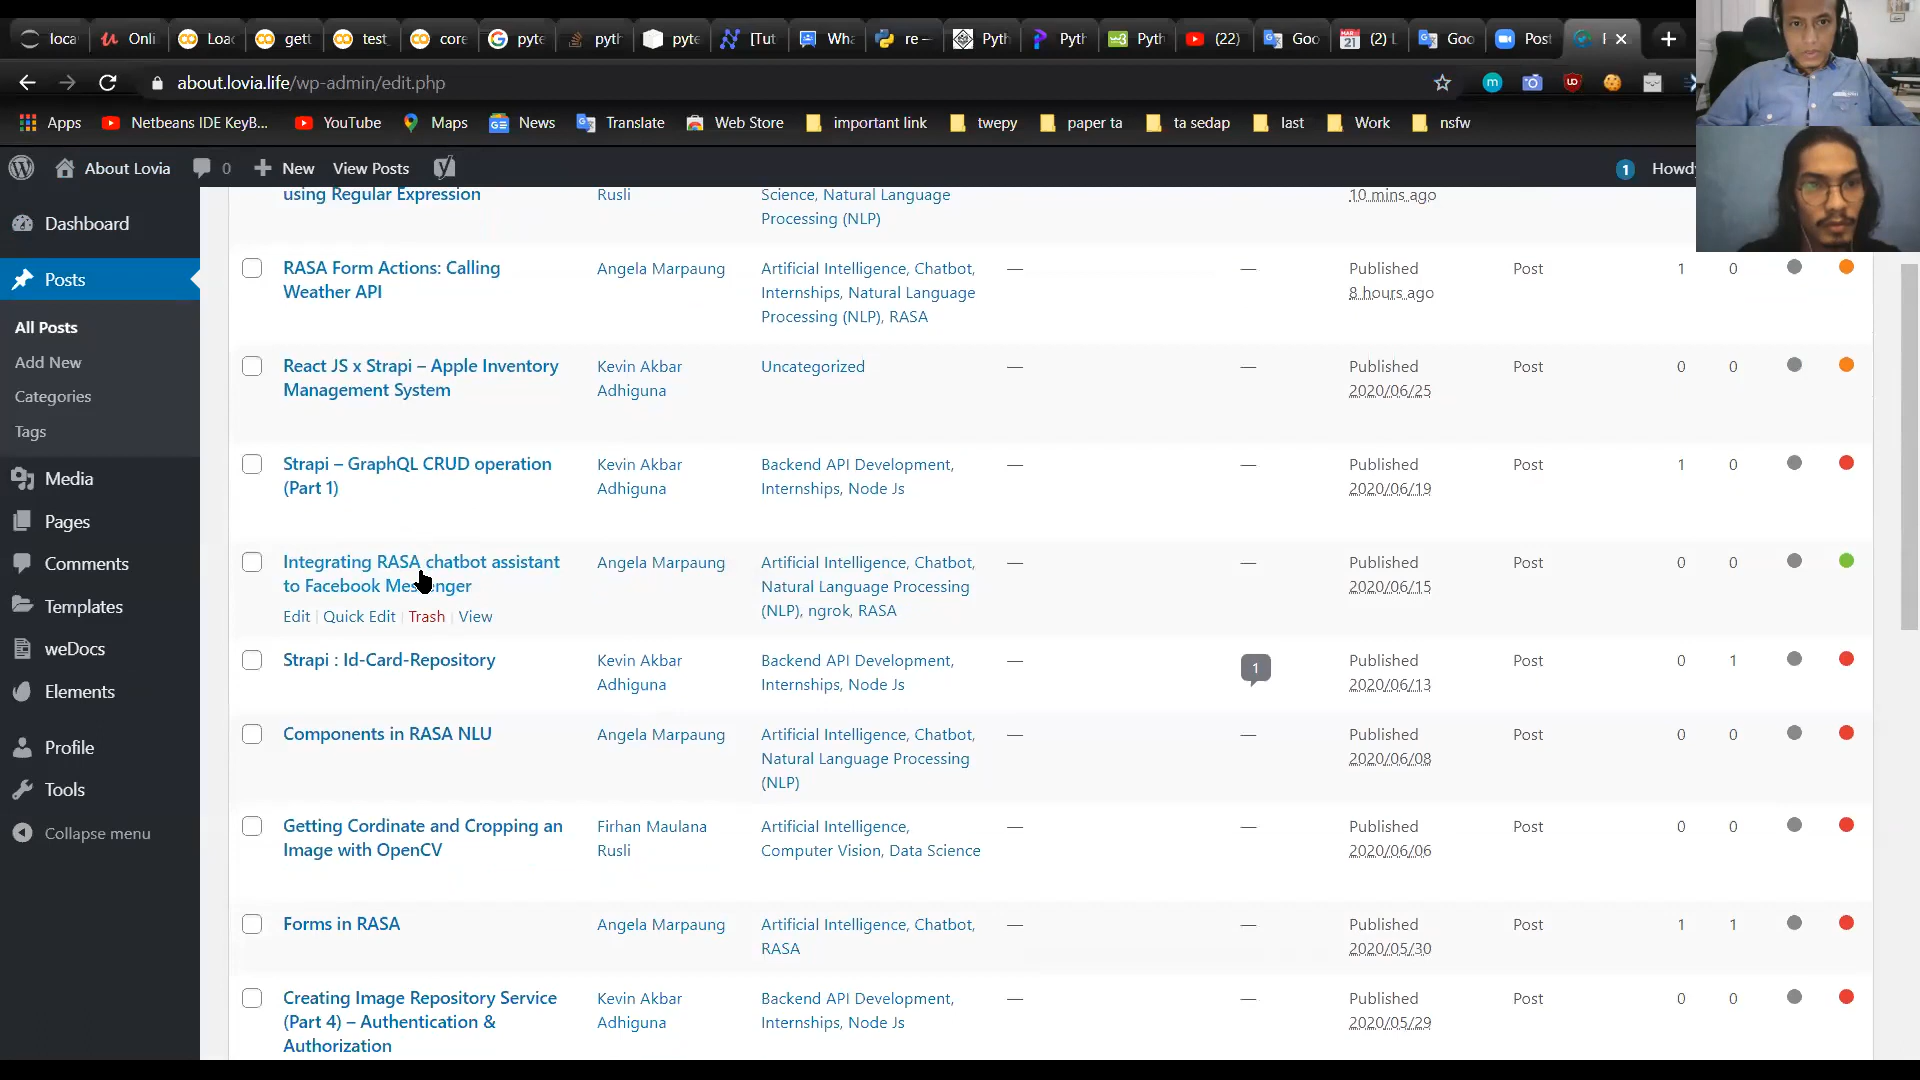 loca
Onli
Loa
gett
test_
core
pyte
pyth
pyte
[Tut
Wha
re –
Pyth
Pyth
Pyth
(22)
Goo
MAR
21
(2) L
Goo
Post
about.lovia.life/wp-admin/edit.php
Apps
Netbeans IDE KeyB...
YouTube
Maps
News
Translate
Web Store
important link
twepy
paper ta
ta sedap
last
Work
nsfw
About Lovia
0
New
View Posts
1
Howdy
Dashboard
Posts
All Posts
Add New
Categories
Tags
Media
Pages
Comments
Templates
weDocs
Elements
Profile
Tools
Collapse menu
using Regular Expression
Rusli
Science, Natural Language
Processing (NLP)
10 mins ago
RASA Form Actions: Calling
Weather API
Angela Marpaung
Artificial Intelligence, Chatbot,
Internships, Natural Language
Processing (NLP), RASA
—
—
Published
8 hours ago
Post
1
0
React JS x Strapi – Apple Inventory
Management System
Kevin Akbar
Adhiguna
Uncategorized
—
—
Published
2020/06/25
Post
0
0
Strapi – GraphQL CRUD operation
(Part 1)
Kevin Akbar
Adhiguna
Backend API Development,
Internships, Node Js
—
—
Published
2020/06/19
Post
1
0
Integrating RASA chatbot assistant
to Facebook Messenger
Edit | Quick Edit | Trash | View
Angela Marpaung
Artificial Intelligence, Chatbot,
Natural Language Processing
(NLP), ngrok, RASA
—
—
Published
2020/06/15
Post
0
0
Strapi : Id-Card-Repository
Kevin Akbar
Adhiguna
Backend API Development,
Internships, Node Js
—
1
Published
2020/06/13
Post
0
1
Components in RASA NLU
Angela Marpaung
Artificial Intelligence, Chatbot,
Natural Language Processing
(NLP)
—
—
Published
2020/06/08
Post
0
0
Getting Cordinate and Cropping an
Image with OpenCV
Firhan Maulana
Rusli
Artificial Intelligence,
Computer Vision, Data Science
—
—
Published
2020/06/06
Post
0
0
Forms in RASA
Angela Marpaung
Artificial Intelligence, Chatbot,
RASA
—
—
Published
2020/05/30
Post
1
1
Creating Image Repository Service
(Part 4) – Authentication &
Authorization
Kevin Akbar
Adhiguna
Backend API Development,
Internships, Node Js
—
—
Published
2020/05/29
Post
0
0